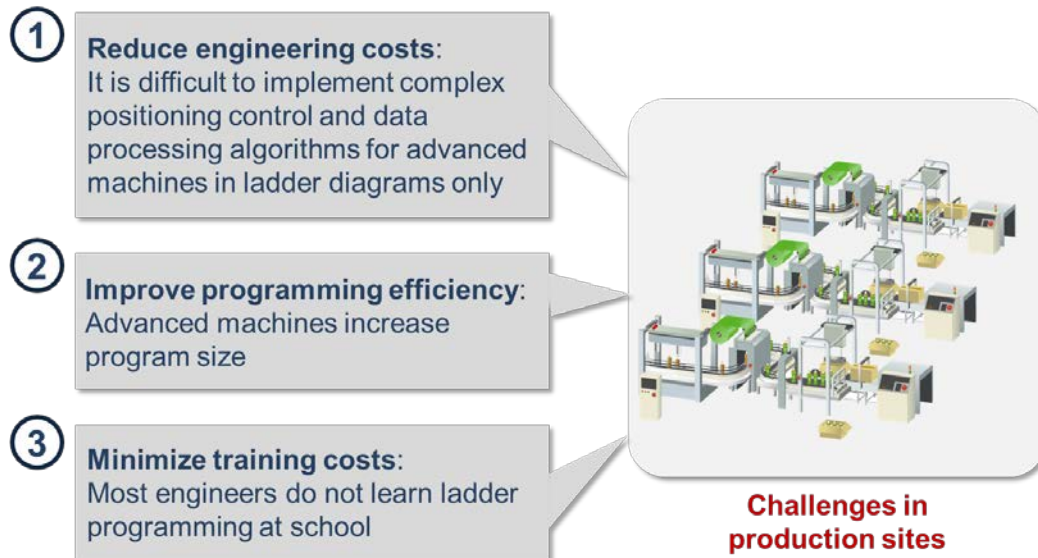 1
Reduce engineering costs:
It is difficult to implement complex
positioning control and data
processing algorithms for advanced
machines in ladder diagrams only
2
Improve programming efficiency:
Advanced machines increase
program size
3
Minimize training costs:
Most engineers do not learn ladder
programming at school
Challenges in
production sites